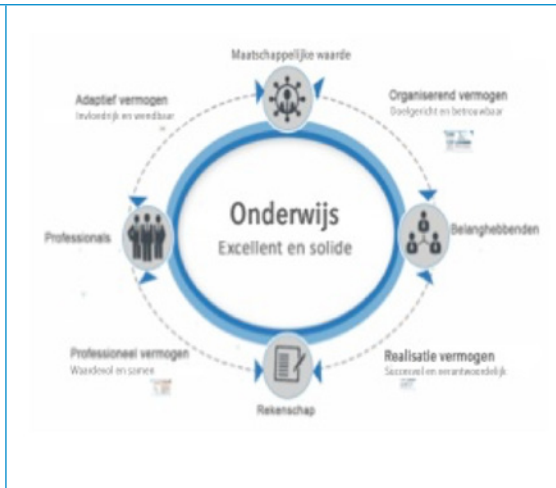 Maatschappelijke waarde
Adaptief vermogen
Invloedrijk en wendbaar
Organiserend vermogen
Doelgericht en betrouwbaar
Onderwijs
Excellent en solide
Professionals
Belanghebbenden
Professioneel vermogen
Waardevol en samen
Realisatie vermogen
Succesvol en verantwoordelijk
Rekenschap